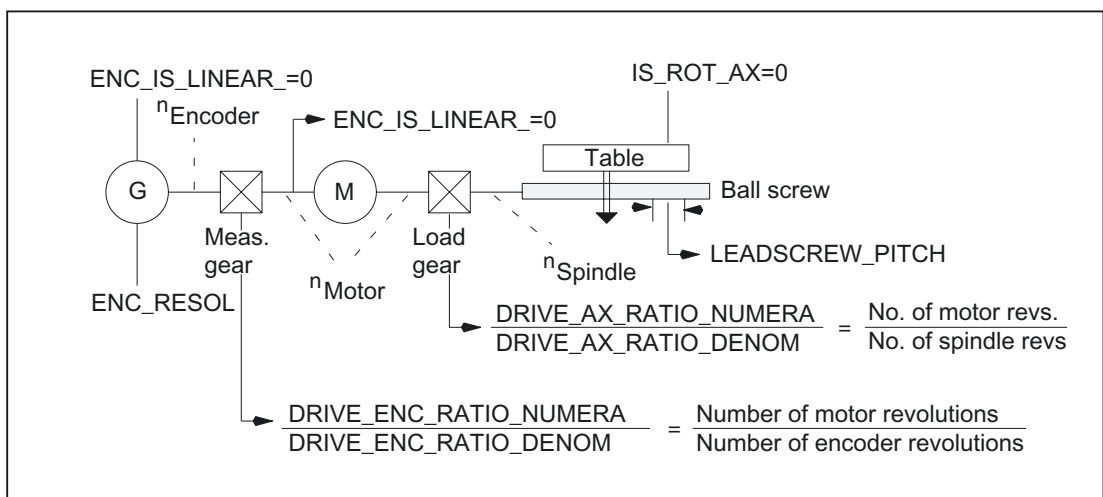 ENC_IS_LINEAR_=0
IS_ROT_AX=0
nEncoder
ENC_IS_LINEAR_=0
Table
G
M
Ball screw
Meas.
gear
Load
gear
LEADSCREW_PITCH
nMotor
nSpindle
ENC_RESOL
DRIVE_AX_RATIO_NUMERA
DRIVE_AX_RATIO_DENOM
=
No. of motor revs.
No. of spindle revs
DRIVE_ENC_RATIO_NUMERA
DRIVE_ENC_RATIO_DENOM
=
Number of motor revolutions
Number of encoder revolutions